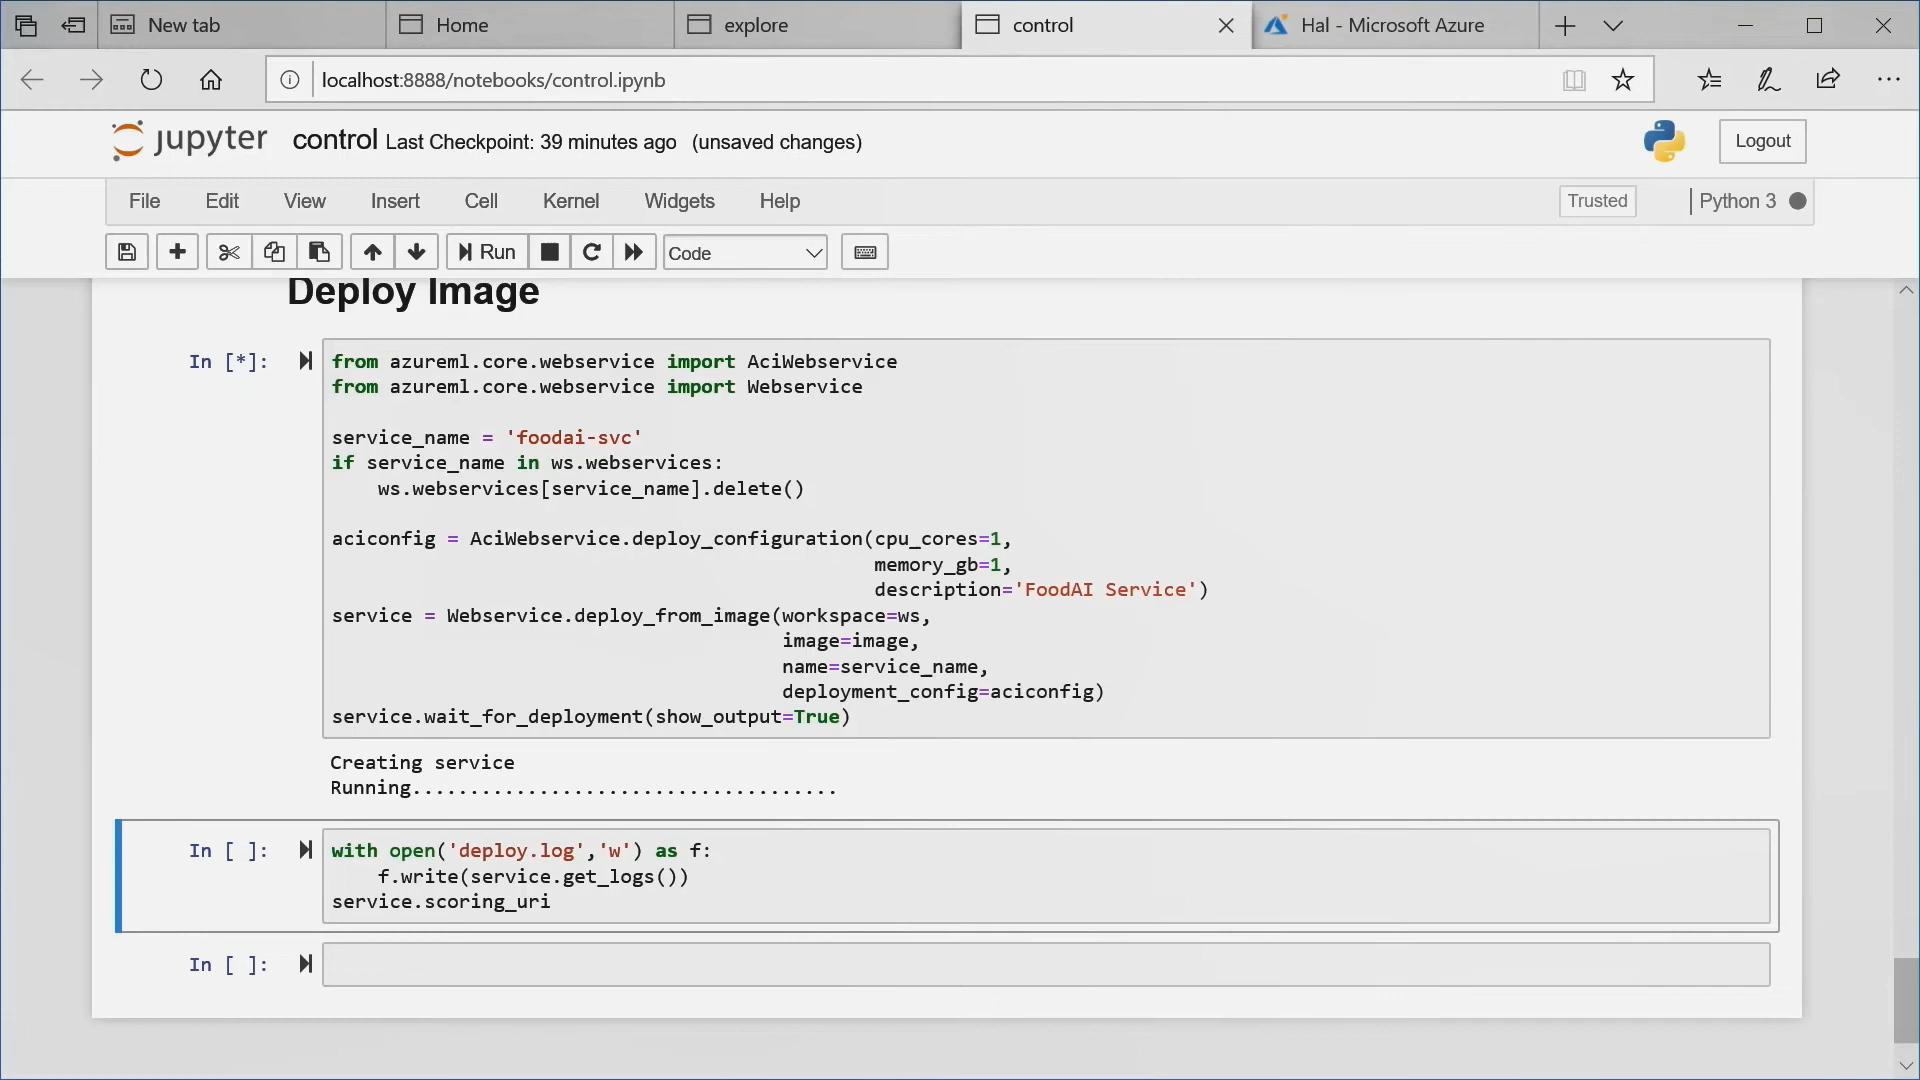 New tab
Home
explore
control
Hal - Microsoft Azure
localhost:8888/notebooks/control.ipynb
jupyter control Last Checkpoint: 39 minutes ago (unsaved changes)
Logout
File Edit View Insert Cell Kernel Widgets Help
Trusted
Python 3
Run
Code
Deploy Image
In [*]:
from azureml.core.webservice import AciWebservice
from azureml.core.webservice import Webservice
service_name = 'foodai-svc'
if service_name in ws.webservices:
    ws.webservices[service_name].delete()
aciconfig = AciWebservice.deploy_configuration(cpu_cores=1,
                                               memory_gb=1,
                                               description='FoodAI Service')
service = Webservice.deploy_from_image(workspace=ws,
                                       image=image,
                                       name=service_name,
                                       deployment_config=aciconfig)
service.wait_for_deployment(show_output=True)
Creating service
Running.....................................
In [ ]:
with open('deploy.log','w') as f:
    f.write(service.get_logs())
service.scoring_uri
In [ ]: